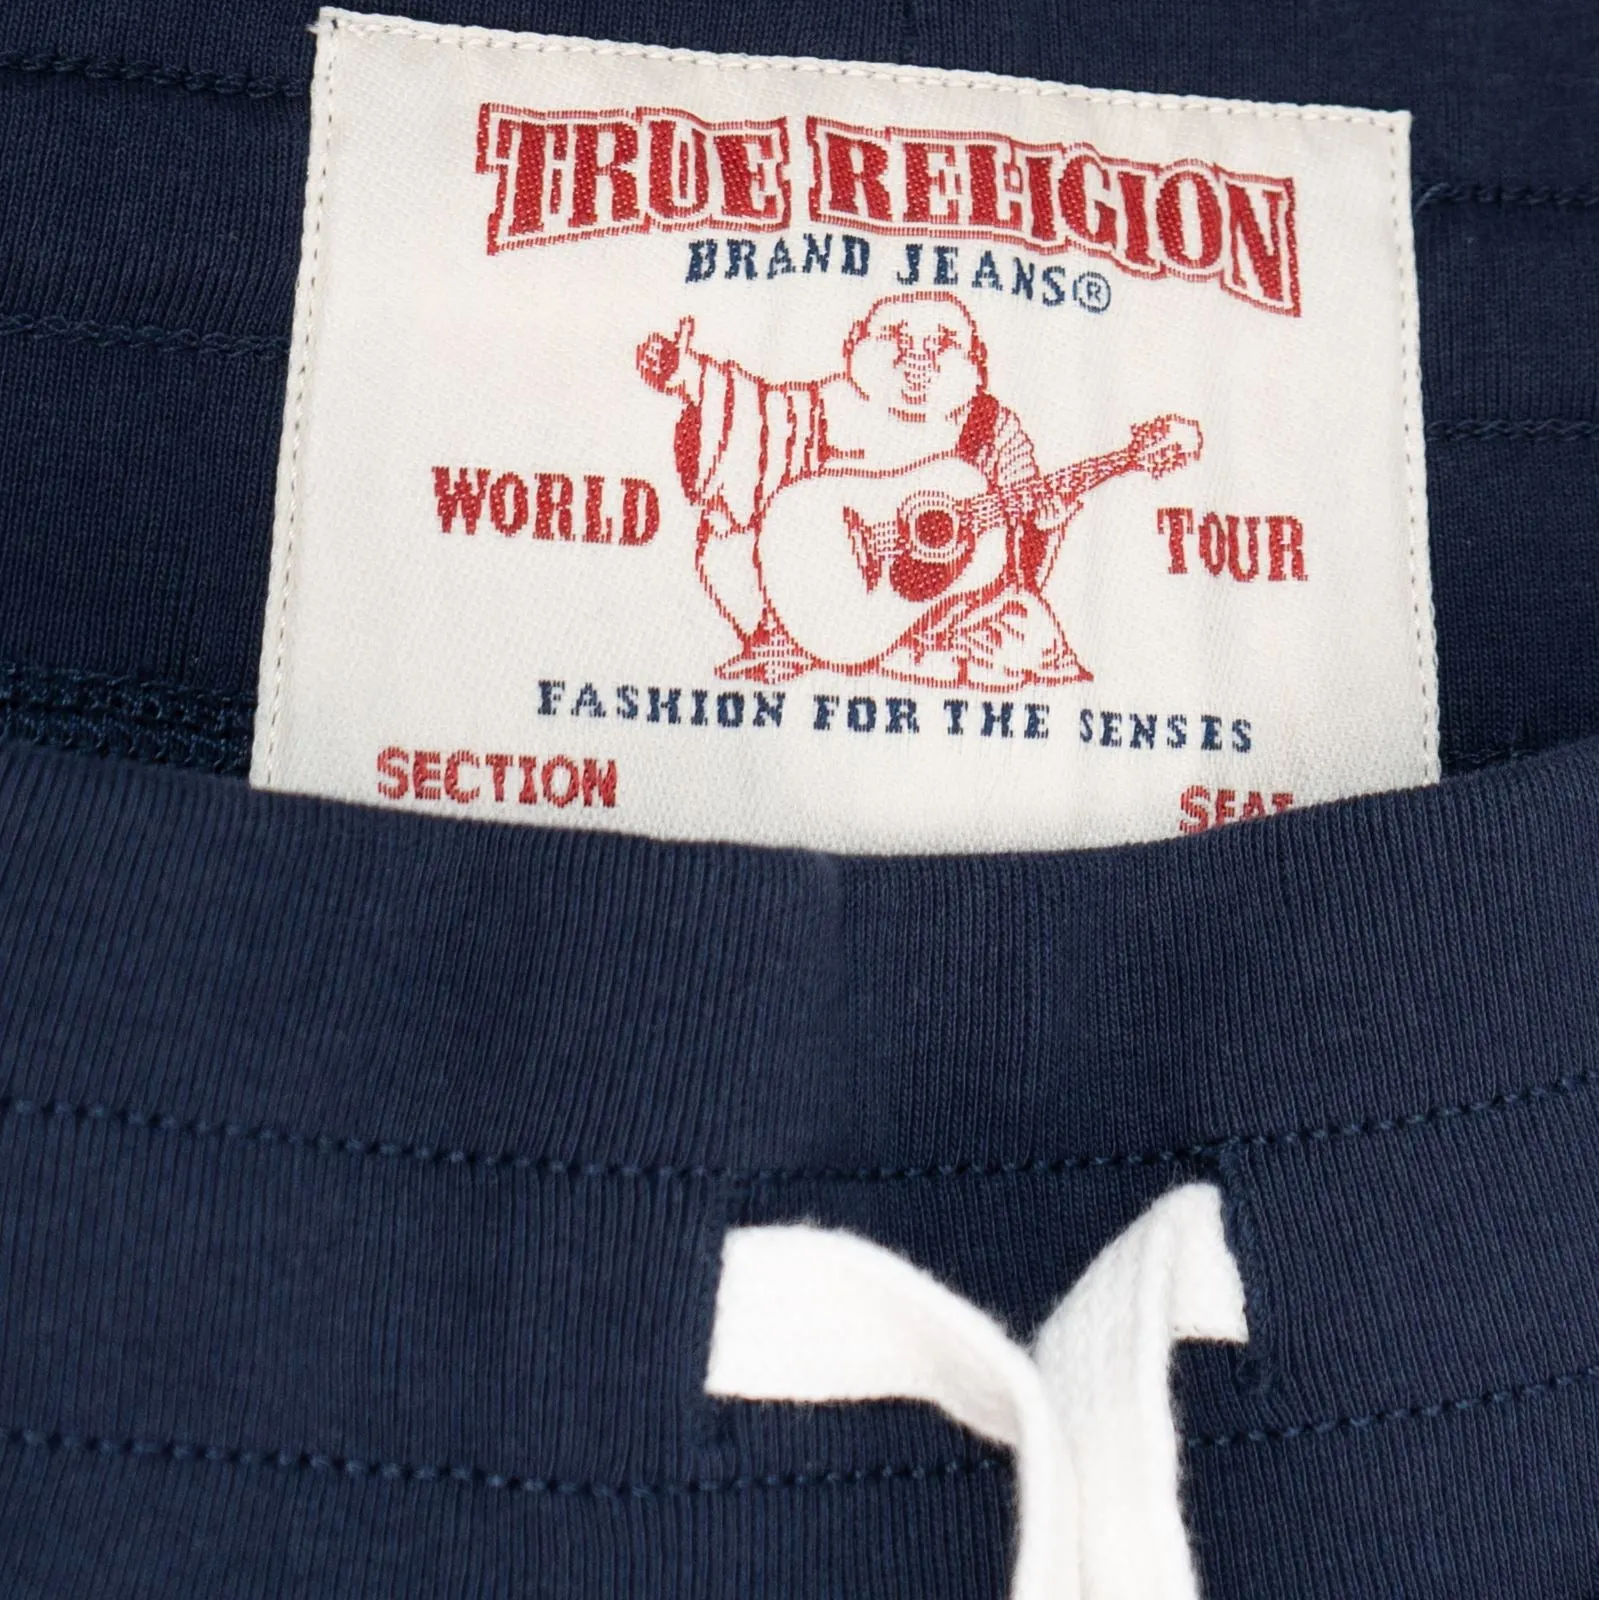 TRUE RELIGION
BRAND JEANS®
WORLD TOUR
FASHION FOR THE SENSES
SECTION SEAT